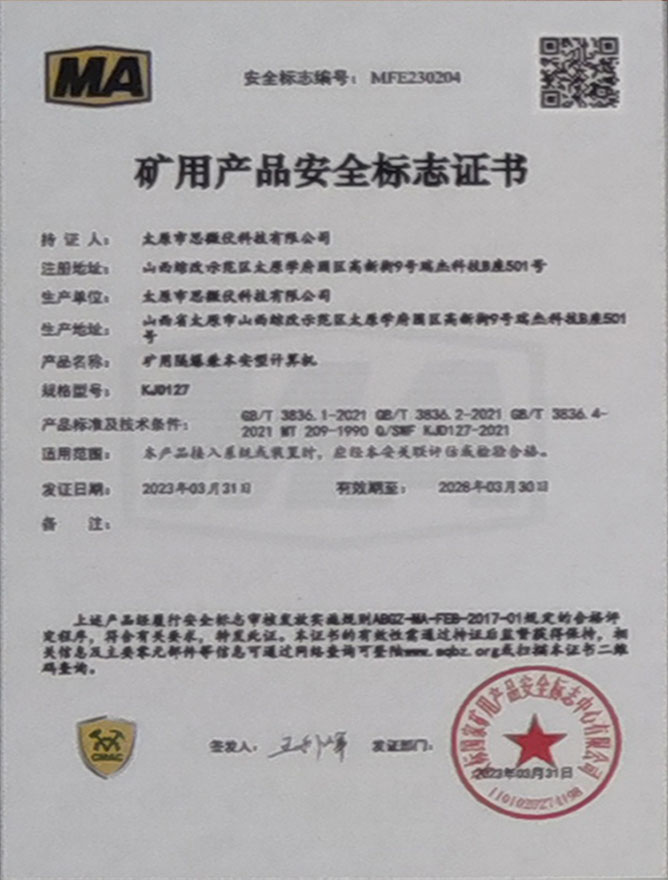 MA
安全标志编号: MFE230204
矿用产品安全标志证书
持 证 人: 太原市思微伏科技有限公司
注册地址: 山西综改示范区太原学府园区高新街9号瑞杰科技B座501号
生产单位: 太原市思微伏科技有限公司
生产地址: 山西省太原市山西综改示范区太原学府园区高新街9号瑞杰科技B座501
号
产品名称: 矿用隔爆兼本安型计算机
规格型号: KJD127
产品标准及技术条件: GB/T 3836.1-2021 GB/T 3836.2-2021 GB/T 3836.4-
2021 MT 209-1990 Q/SWF KJD127-2021
适用范围: 本产品接入系统或装置时,应经本安关联评估或检验合格。
发证日期: 2023年03月31日 有效期至: 2028年03月30日
备 注:
上述产品经履行安全标志审核发放实施规则ABGZ-MA-FEB-2017-01规定的合格评
定程序,符合有关要求,特发此证。本证书的有效性需通过持证后监督获得保持,相
关信息及主要零元部件等信息可通过网络查询可登陆www.aqbz.org或扫描本证书二维
码查询。
CMAC
签发人: 发证部门:
安标国家矿用产品安全标志中心有限公司
2023年03月31日